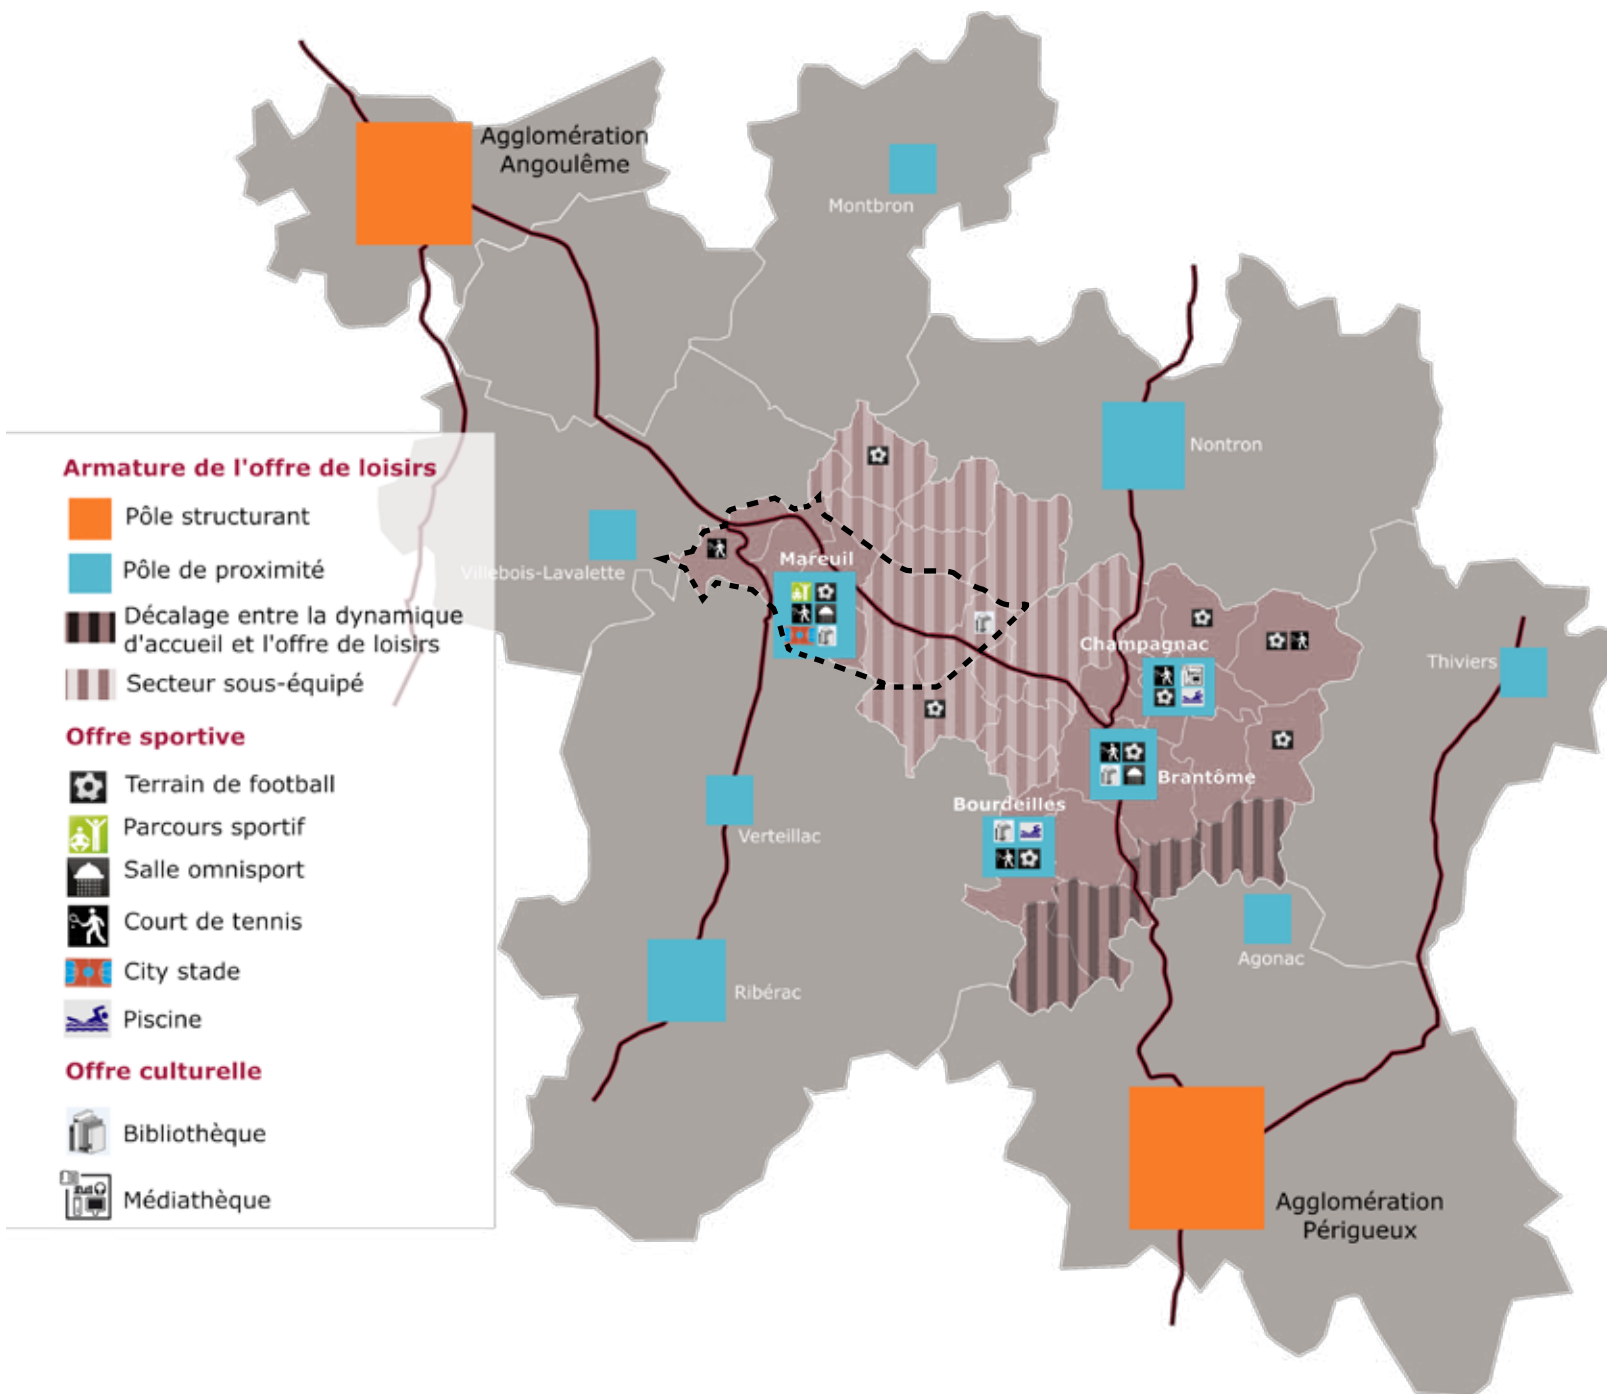 Agglomération
Angoulême
Montbron
Nontron
Armature de l'offre de loisirs
Pôle structurant
Pôle de proximité
Décalage entre la dynamique
d'accueil et l'offre de loisirs
Secteur sous-équipé
Offre sportive
Terrain de football
Parcours sportif
Salle omnisport
Court de tennis
City stade
Piscine
Offre culturelle
Bibliothèque
Médiathèque
Villebois-Lavalette
Mareuil
Champagnac
Thiviers
Brantôme
Bourdeilles
Verteillac
Agonac
Ribérac
Agglomération
Périgueux